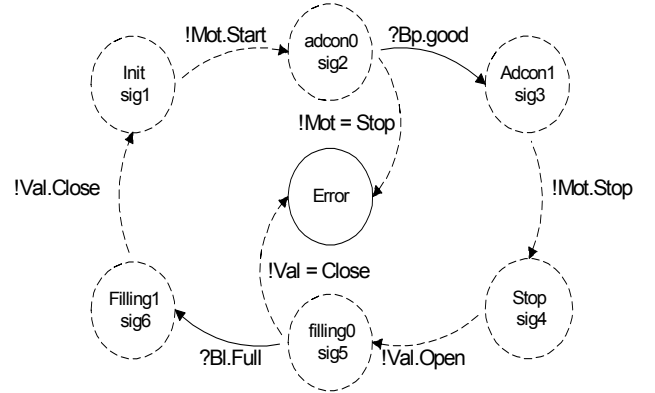 !Mot.Start
adcon0
sig2
?Bp.good
Init
sig1
Adcon1
sig3
!Mot = Stop
!Val.Close
Error
!Mot.Stop
!Val = Close
Filling1
sig6
filling0
sig5
Stop
sig4
?Bl.Full
!Val.Open